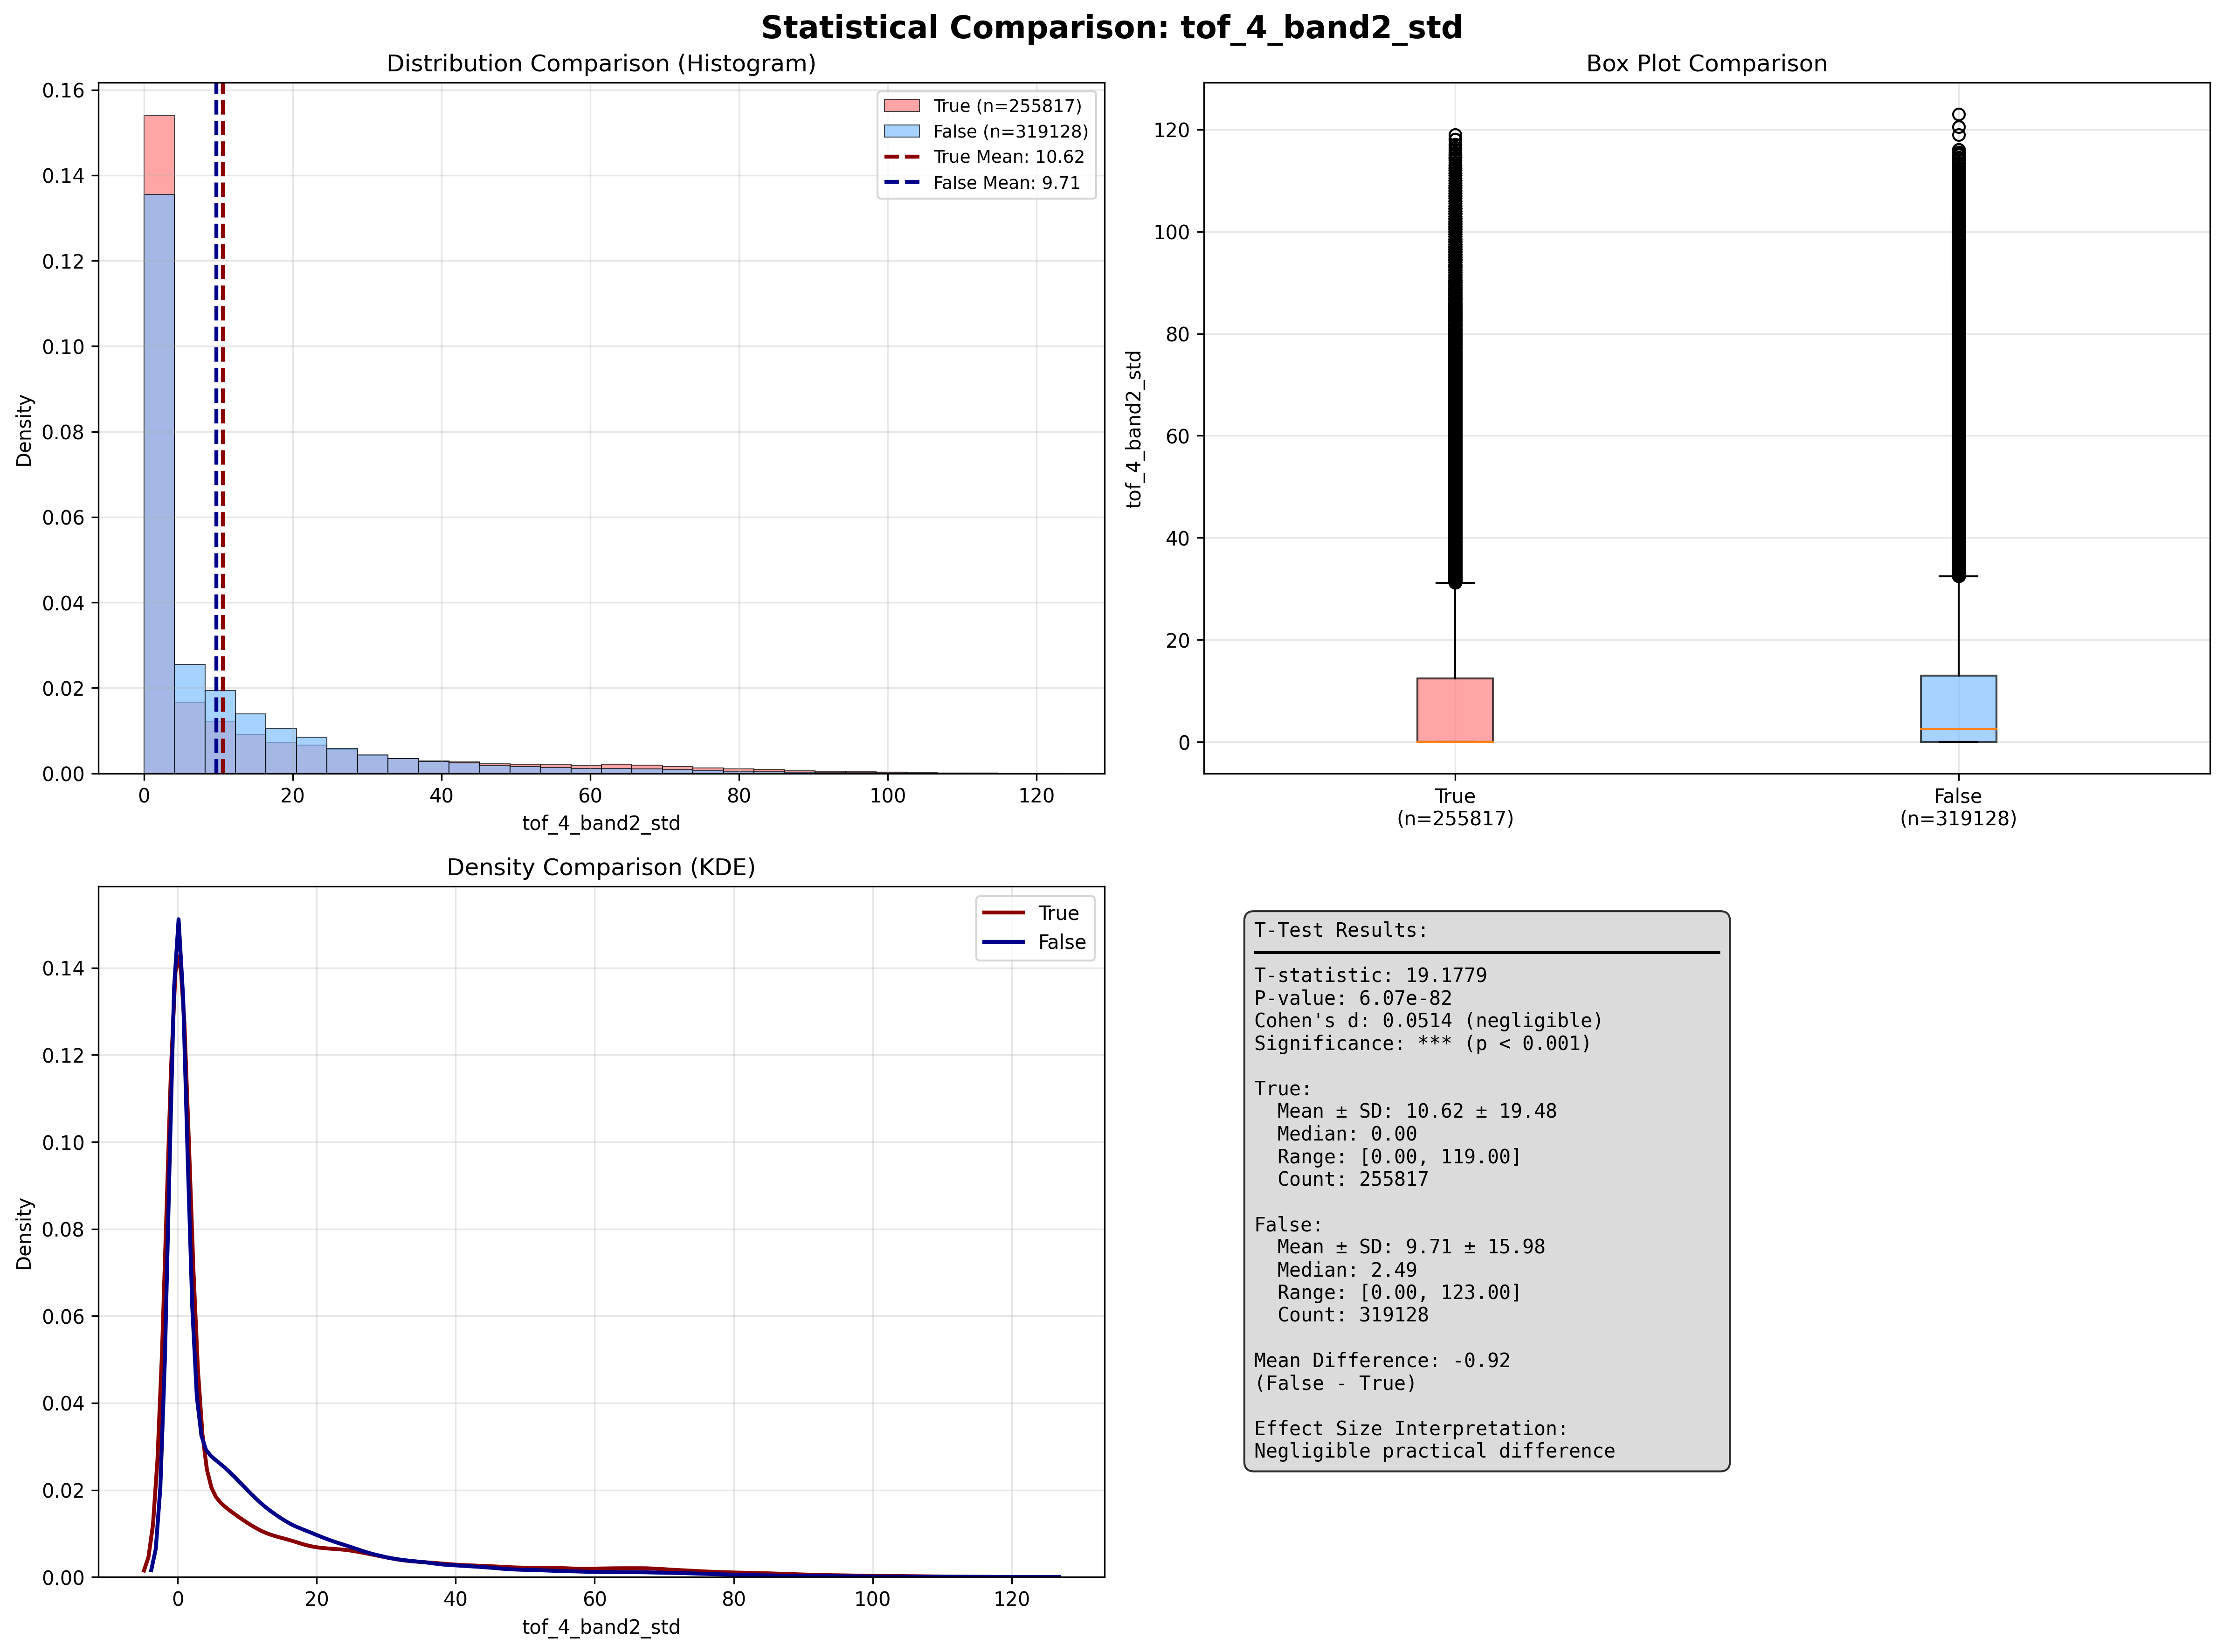 Statistical Comparison: tof_4_band2_std
Distribution Comparison (Histogram)
0.16
0.14
0.12
0.10
0.08
0.06
0.04
0.02
0.00
Density
0 20 40 60 80 100 120
tof_4_band2_std
True (n=255817)
False (n=319128)
True Mean: 10.62
False Mean: 9.71
Box Plot Comparison
120
100
80
60
40
20
0
tof_4_band2_std
True
(n=255817)
False
(n=319128)
Density Comparison (KDE)
0.14
0.12
0.10
0.08
0.06
0.04
0.02
0.00
Density
0 20 40 60 80 100 120
tof_4_band2_std
True
False
T-Test Results:
T-statistic: 19.1779
P-value: 6.07e-82
Cohen's d: 0.0514 (negligible)
Significance: *** (p < 0.001)
True:
Mean ± SD: 10.62 ± 19.48
Median: 0.00
Range: [0.00, 119.00]
Count: 255817
False:
Mean ± SD: 9.71 ± 15.98
Median: 2.49
Range: [0.00, 123.00]
Count: 319128
Mean Difference: -0.92
(False - True)
Effect Size Interpretation:
Negligible practical difference